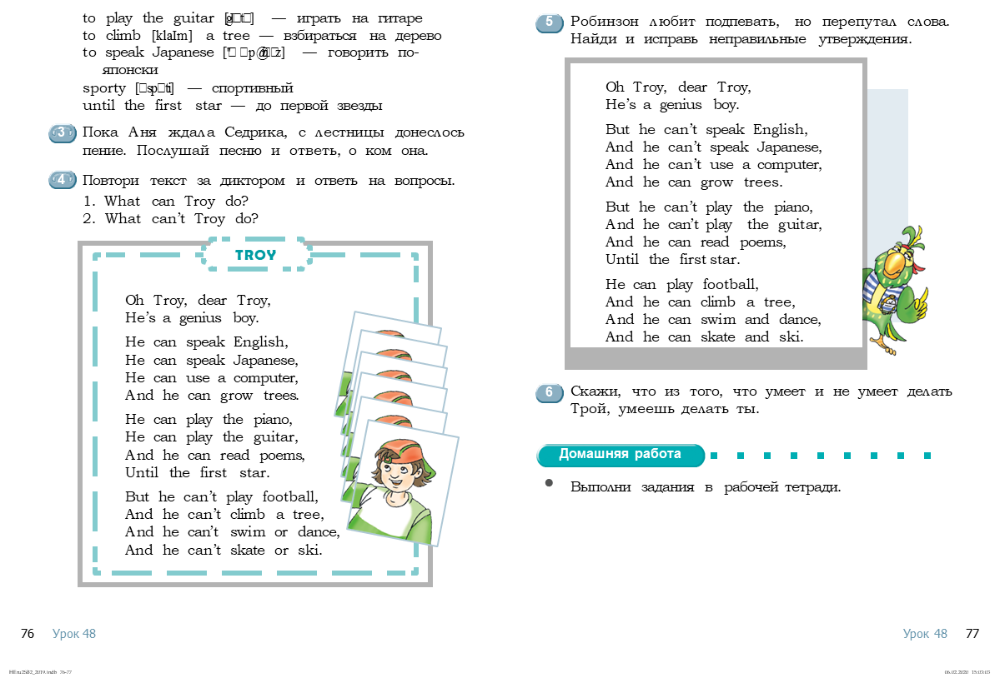 to play the guitar — играть на гитаре
to climb [klaIm] a tree — взбираться на дерево
to speak Japanese — говорить по-
японски
sporty — спортивный
until the first star — до первой звезды
3 Пока Аня ждала Седрика, с лестницы донеслось
пение. Послушай песню и ответь, о ком она.
4 Повтори текст за диктором и ответь на вопросы.
1. What can Troy do?
2. What can’t Troy do?
TROY
Oh Troy, dear Troy,
He’s a genius boy.
He can speak English,
He can speak Japanese,
He can use a computer,
And he can grow trees.
He can play the piano,
He can play the guitar,
And he can read poems,
Until the first star.
But he can’t play football,
And he can’t climb a tree,
And he can’t swim or dance,
And he can’t skate or ski.
76 Урок 48
5 Робинзон любит подпевать, но перепутал слова.
Найди и исправь неправильные утверждения.
Oh Troy, dear Troy,
He’s a genius boy.
But he can’t speak English,
And he can’t speak Japanese,
And he can’t use a computer,
And he can grow trees.
But he can’t play the piano,
And he can’t play the guitar,
And he can read poems,
Until the first star.
He can play football,
And he can climb a tree,
And he can swim and dance,
And he can skate and ski.
6 Скажи, что из того, что умеет и не умеет делать
Трой, умеешь делать ты.
Домашняя работа
• Выполни задания в рабочей тетради.
Урок 48 77
06.02.2020 15:03:03